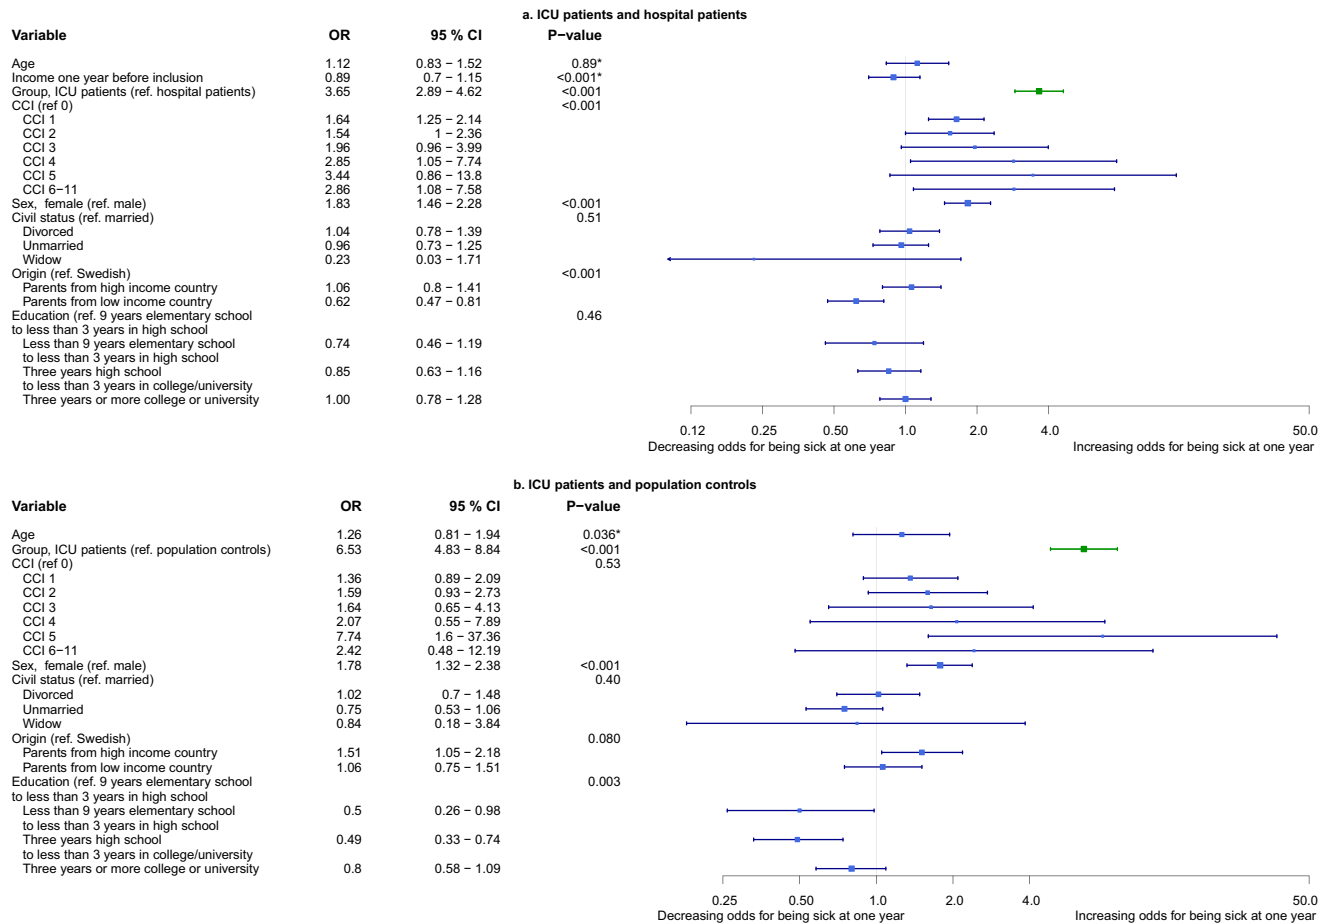 a. ICU patients and hospital patients
Variable OR 95 % CI P−value
Age 1.12 0.83 − 1.52 0.89*
Income one year before inclusion 0.89 0.7 − 1.15 <0.001*
Group, ICU patients (ref. hospital patients) 3.65 2.89 − 4.62 <0.001
CCI (ref 0) <0.001
CCI 1 1.64 1.25 − 2.14
CCI 2 1.54 1 − 2.36
CCI 3 1.96 0.96 − 3.99
CCI 4 2.85 1.05 − 7.74
CCI 5 3.44 0.86 − 13.8
CCI 6−11 2.86 1.08 − 7.58
Sex, female (ref. male) 1.83 1.46 − 2.28 <0.001
Civil status (ref. married) 0.51
Divorced 1.04 0.78 − 1.39
Unmarried 0.96 0.73 − 1.25
Widow 0.23 0.03 − 1.71
Origin (ref. Swedish) <0.001
Parents from high income country 1.06 0.8 − 1.41
Parents from low income country 0.62 0.47 − 0.81
Education (ref. 9 years elementary school 0.46
to less than 3 years in high school
Less than 9 years elementary school 0.74 0.46 − 1.19
to less than 3 years in high school
Three years high school 0.85 0.63 − 1.16
to less than 3 years in college/university
Three years or more college or university 1.00 0.78 − 1.28
0.12 0.25 0.50 1.0 2.0 4.0 50.0
Decreasing odds for being sick at one year Increasing odds for being sick at one year
b. ICU patients and population controls
Variable OR 95 % CI P−value
Age 1.26 0.81 − 1.94 0.036*
Group, ICU patients (ref. population controls) 6.53 4.83 − 8.84 <0.001
CCI (ref 0) 0.53
CCI 1 1.36 0.89 − 2.09
CCI 2 1.59 0.93 − 2.73
CCI 3 1.64 0.65 − 4.13
CCI 4 2.07 0.55 − 7.89
CCI 5 7.74 1.6 − 37.36
CCI 6−11 2.42 0.48 − 12.19
Sex, female (ref. male) 1.78 1.32 − 2.38 <0.001
Civil status (ref. married) 0.40
Divorced 1.02 0.7 − 1.48
Unmarried 0.75 0.53 − 1.06
Widow 0.84 0.18 − 3.84
Origin (ref. Swedish) 0.080
Parents from high income country 1.51 1.05 − 2.18
Parents from low income country 1.06 0.75 − 1.51
Education (ref. 9 years elementary school 0.003
to less than 3 years in high school
Less than 9 years elementary school 0.5 0.26 − 0.98
to less than 3 years in high school
Three years high school 0.49 0.33 − 0.74
to less than 3 years in college/university
Three years or more college or university 0.8 0.58 − 1.09
0.25 0.50 1.0 2.0 4.0 50.0
Decreasing odds for being sick at one year Increasing odds for being sick at one year